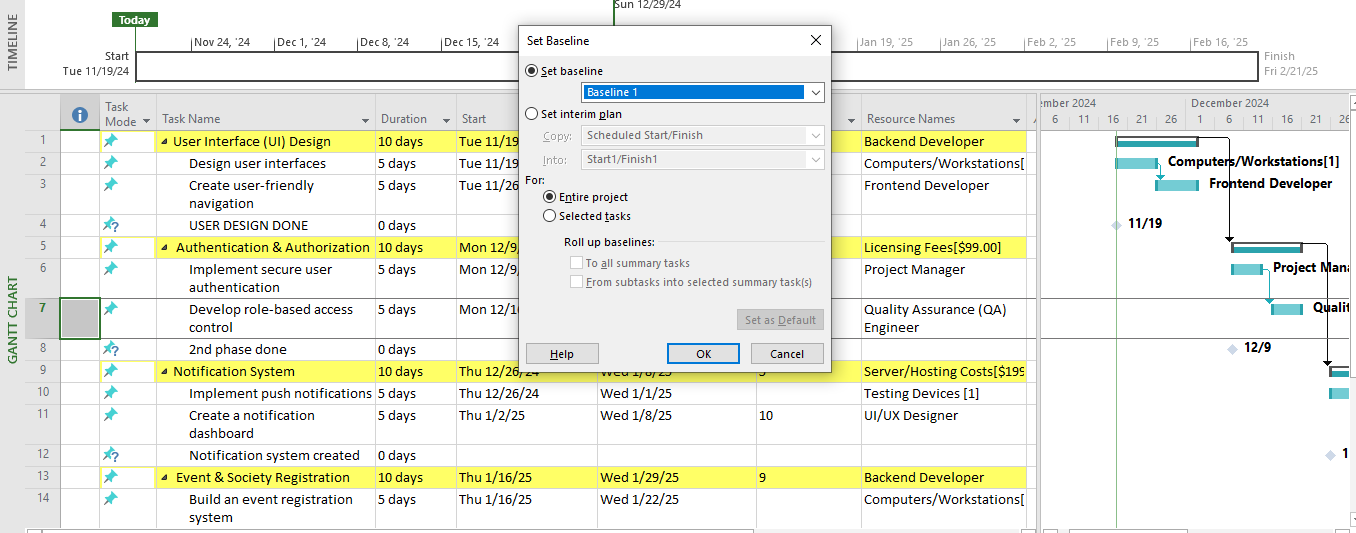 TIMELINE
Today
Sun 12/29/24
Nov 24, '24 Dec 1, '24 Dec 8, '24 Dec 15, '24 Jan 19, '25 Jan 26, '25 Feb 2, '25 Feb 9, '25 Feb 16, '25
Start
Tue 11/19/24
Finish
Fri 2/21/25
Set Baseline
Set baseline
Baseline 1
Set interim plan
Copy: Scheduled Start/Finish
Into: Start1/Finish1
For:
Entire project
Selected tasks
Roll up baselines:
To all summary tasks
From subtasks into selected summary task(s)
Set as Default
Help OK Cancel
GANTT CHART
Task Mode Task Name Duration Start Resource Names
1 User Interface (UI) Design 10 days Tue 11/19 Backend Developer
2 Design user interfaces 5 days Tue 11/19 Computers/Workstations[
3 Create user-friendly navigation 5 days Tue 11/26 Frontend Developer
4 USER DESIGN DONE 0 days
5 Authentication & Authorization 10 days Mon 12/9/ Licensing Fees[$99.00]
6 Implement secure user authentication 5 days Mon 12/9/ Project Manager
7 Develop role-based access control 5 days Mon 12/16 Quality Assurance (QA) Engineer
8 2nd phase done 0 days
9 Notification System 10 days Thu 12/26/24 Wed 1/8/25 5 Server/Hosting Costs[$199
10 Implement push notifications 5 days Thu 12/26/24 Wed 1/1/25 Testing Devices [1]
11 Create a notification dashboard 5 days Thu 1/2/25 Wed 1/8/25 10 UI/UX Designer
12 Notification system created 0 days
13 Event & Society Registration 10 days Thu 1/16/25 Wed 1/29/25 9 Backend Developer
14 Build an event registration system 5 days Thu 1/16/25 Wed 1/22/25 Computers/Workstations[
ember 2024 December 2024
6 11 16 21 26 1 6 11 16 21 26
Computers/Workstations[1]
Frontend Developer
11/19
Project Mana
Qualit
12/9
1